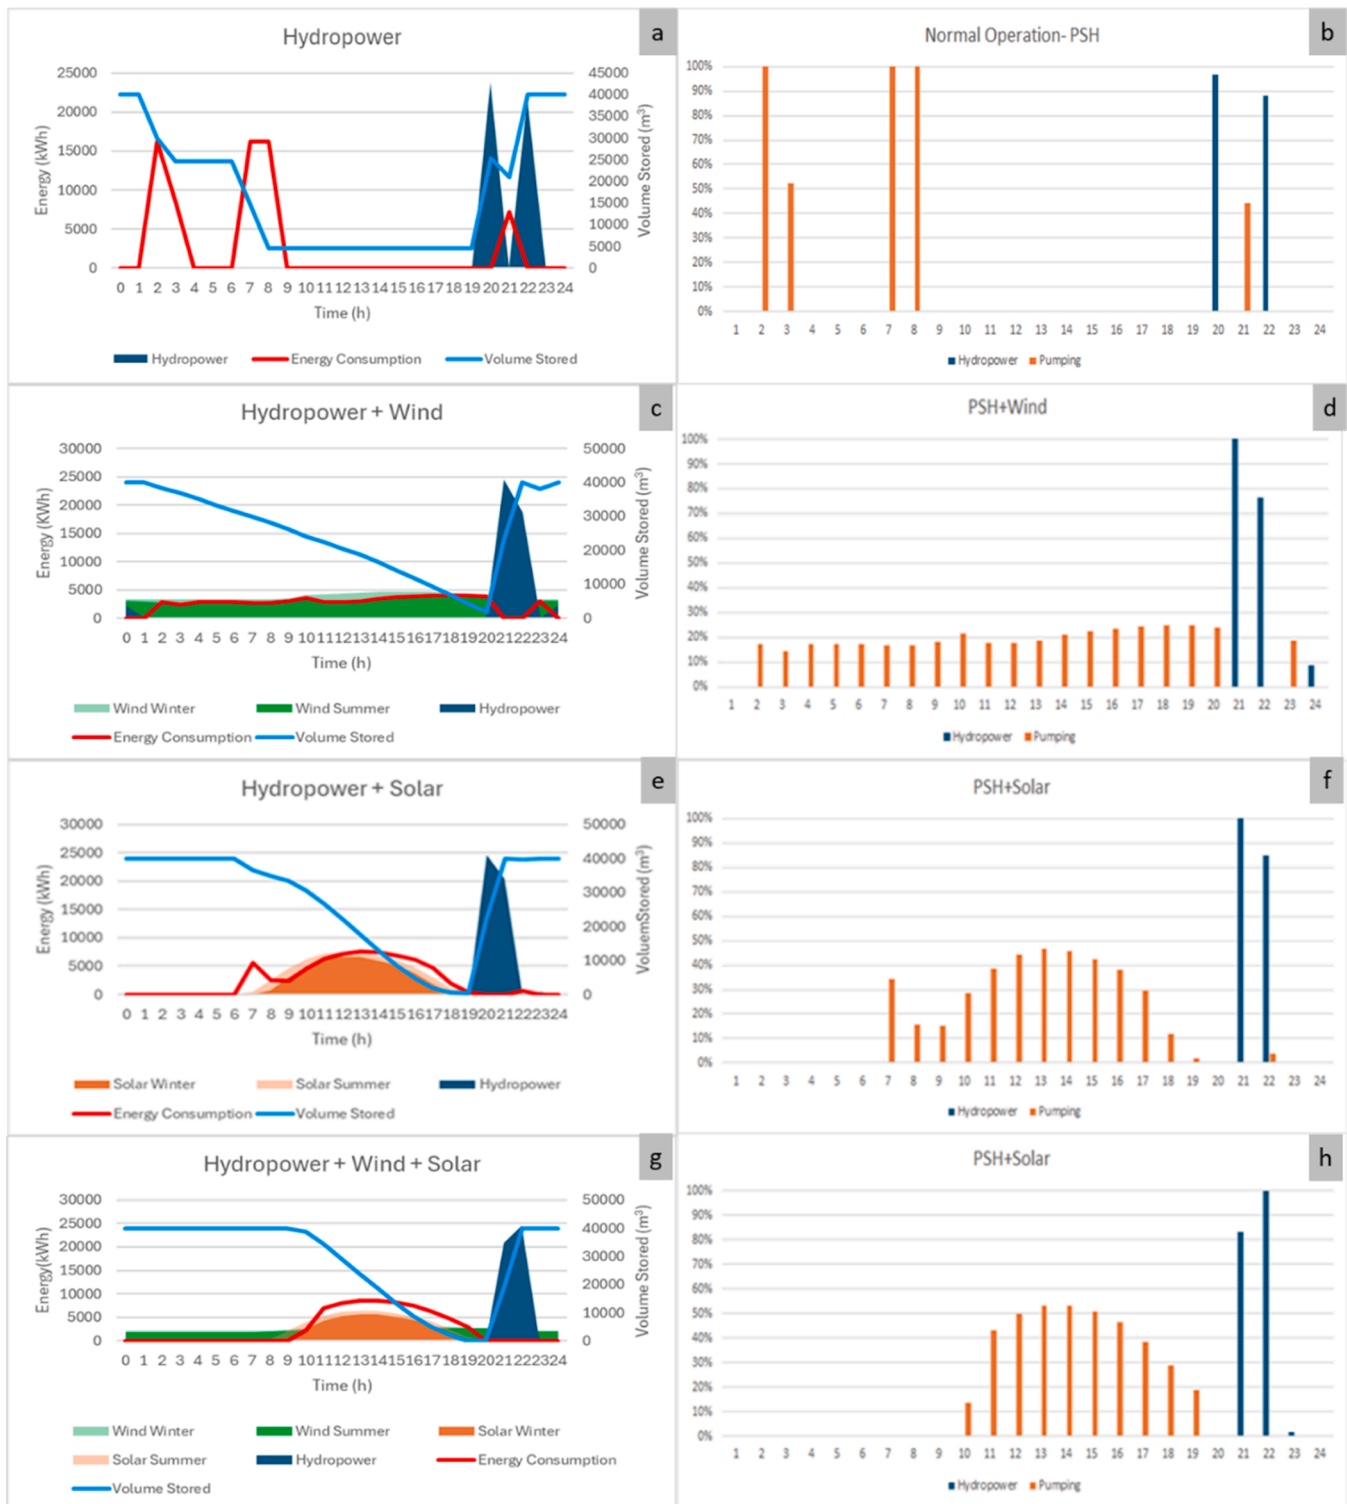 Hydropower
a
25000
20000
15000
10000
5000
0
Energy (kWh)
45000
40000
35000
30000
25000
20000
15000
10000
5000
0
Volume Stored (m³)
0 1 2 3 4 5 6 7 8 9 10 11 12 13 14 15 16 17 18 19 20 21 22 23 24
Time (h)
Hydropower Energy Consumption Volume Stored
Normal Operation- PSH
b
100%
90%
80%
70%
60%
50%
40%
30%
20%
10%
0%
1 2 3 4 5 6 7 8 9 10 11 12 13 14 15 16 17 18 19 20 21 22 23 24
Hydropower Pumping
Hydropower + Wind
c
30000
25000
20000
15000
10000
5000
0
Energy (KWh)
50000
40000
30000
20000
10000
0
Volume Stored (m³)
0 1 2 3 4 5 6 7 8 9 10 11 12 13 14 15 16 17 18 19 20 21 22 23 24
Time (h)
Wind Winter Wind Summer Hydropower
Energy Consumption Volume Stored
PSH+Wind
d
100%
90%
80%
70%
60%
50%
40%
30%
20%
10%
0%
1 2 3 4 5 6 7 8 9 10 11 12 13 14 15 16 17 18 19 20 21 22 23 24
Hydropower Pumping
Hydropower + Solar
e
30000
25000
20000
15000
10000
5000
0
Energy (kWh)
50000
40000
30000
20000
10000
0
VoluemStored (m³)
0 1 2 3 4 5 6 7 8 9 10 11 12 13 14 15 16 17 18 19 20 21 22 23 24
Time (h)
Solar Winter Solar Summer Hydropower
Energy Consumption Volume Stored
PSH+Solar
f
100%
90%
80%
70%
60%
50%
40%
30%
20%
10%
0%
1 2 3 4 5 6 7 8 9 10 11 12 13 14 15 16 17 18 19 20 21 22 23 24
Hydropower Pumping
Hydropower + Wind + Solar
g
30000
25000
20000
15000
10000
5000
0
Energy(kWh)
50000
40000
30000
20000
10000
0
Volume Stored (m³)
0 1 2 3 4 5 6 7 8 9 10 11 12 13 14 15 16 17 18 19 20 21 22 23 24
Time (h)
Wind Winter Wind Summer Solar Winter
Solar Summer Hydropower Energy Consumption
Volume Stored
PSH+Solar
h
100%
90%
80%
70%
60%
50%
40%
30%
20%
10%
0%
1 2 3 4 5 6 7 8 9 10 11 12 13 14 15 16 17 18 19 20 21 22 23 24
Hydropower Pumping